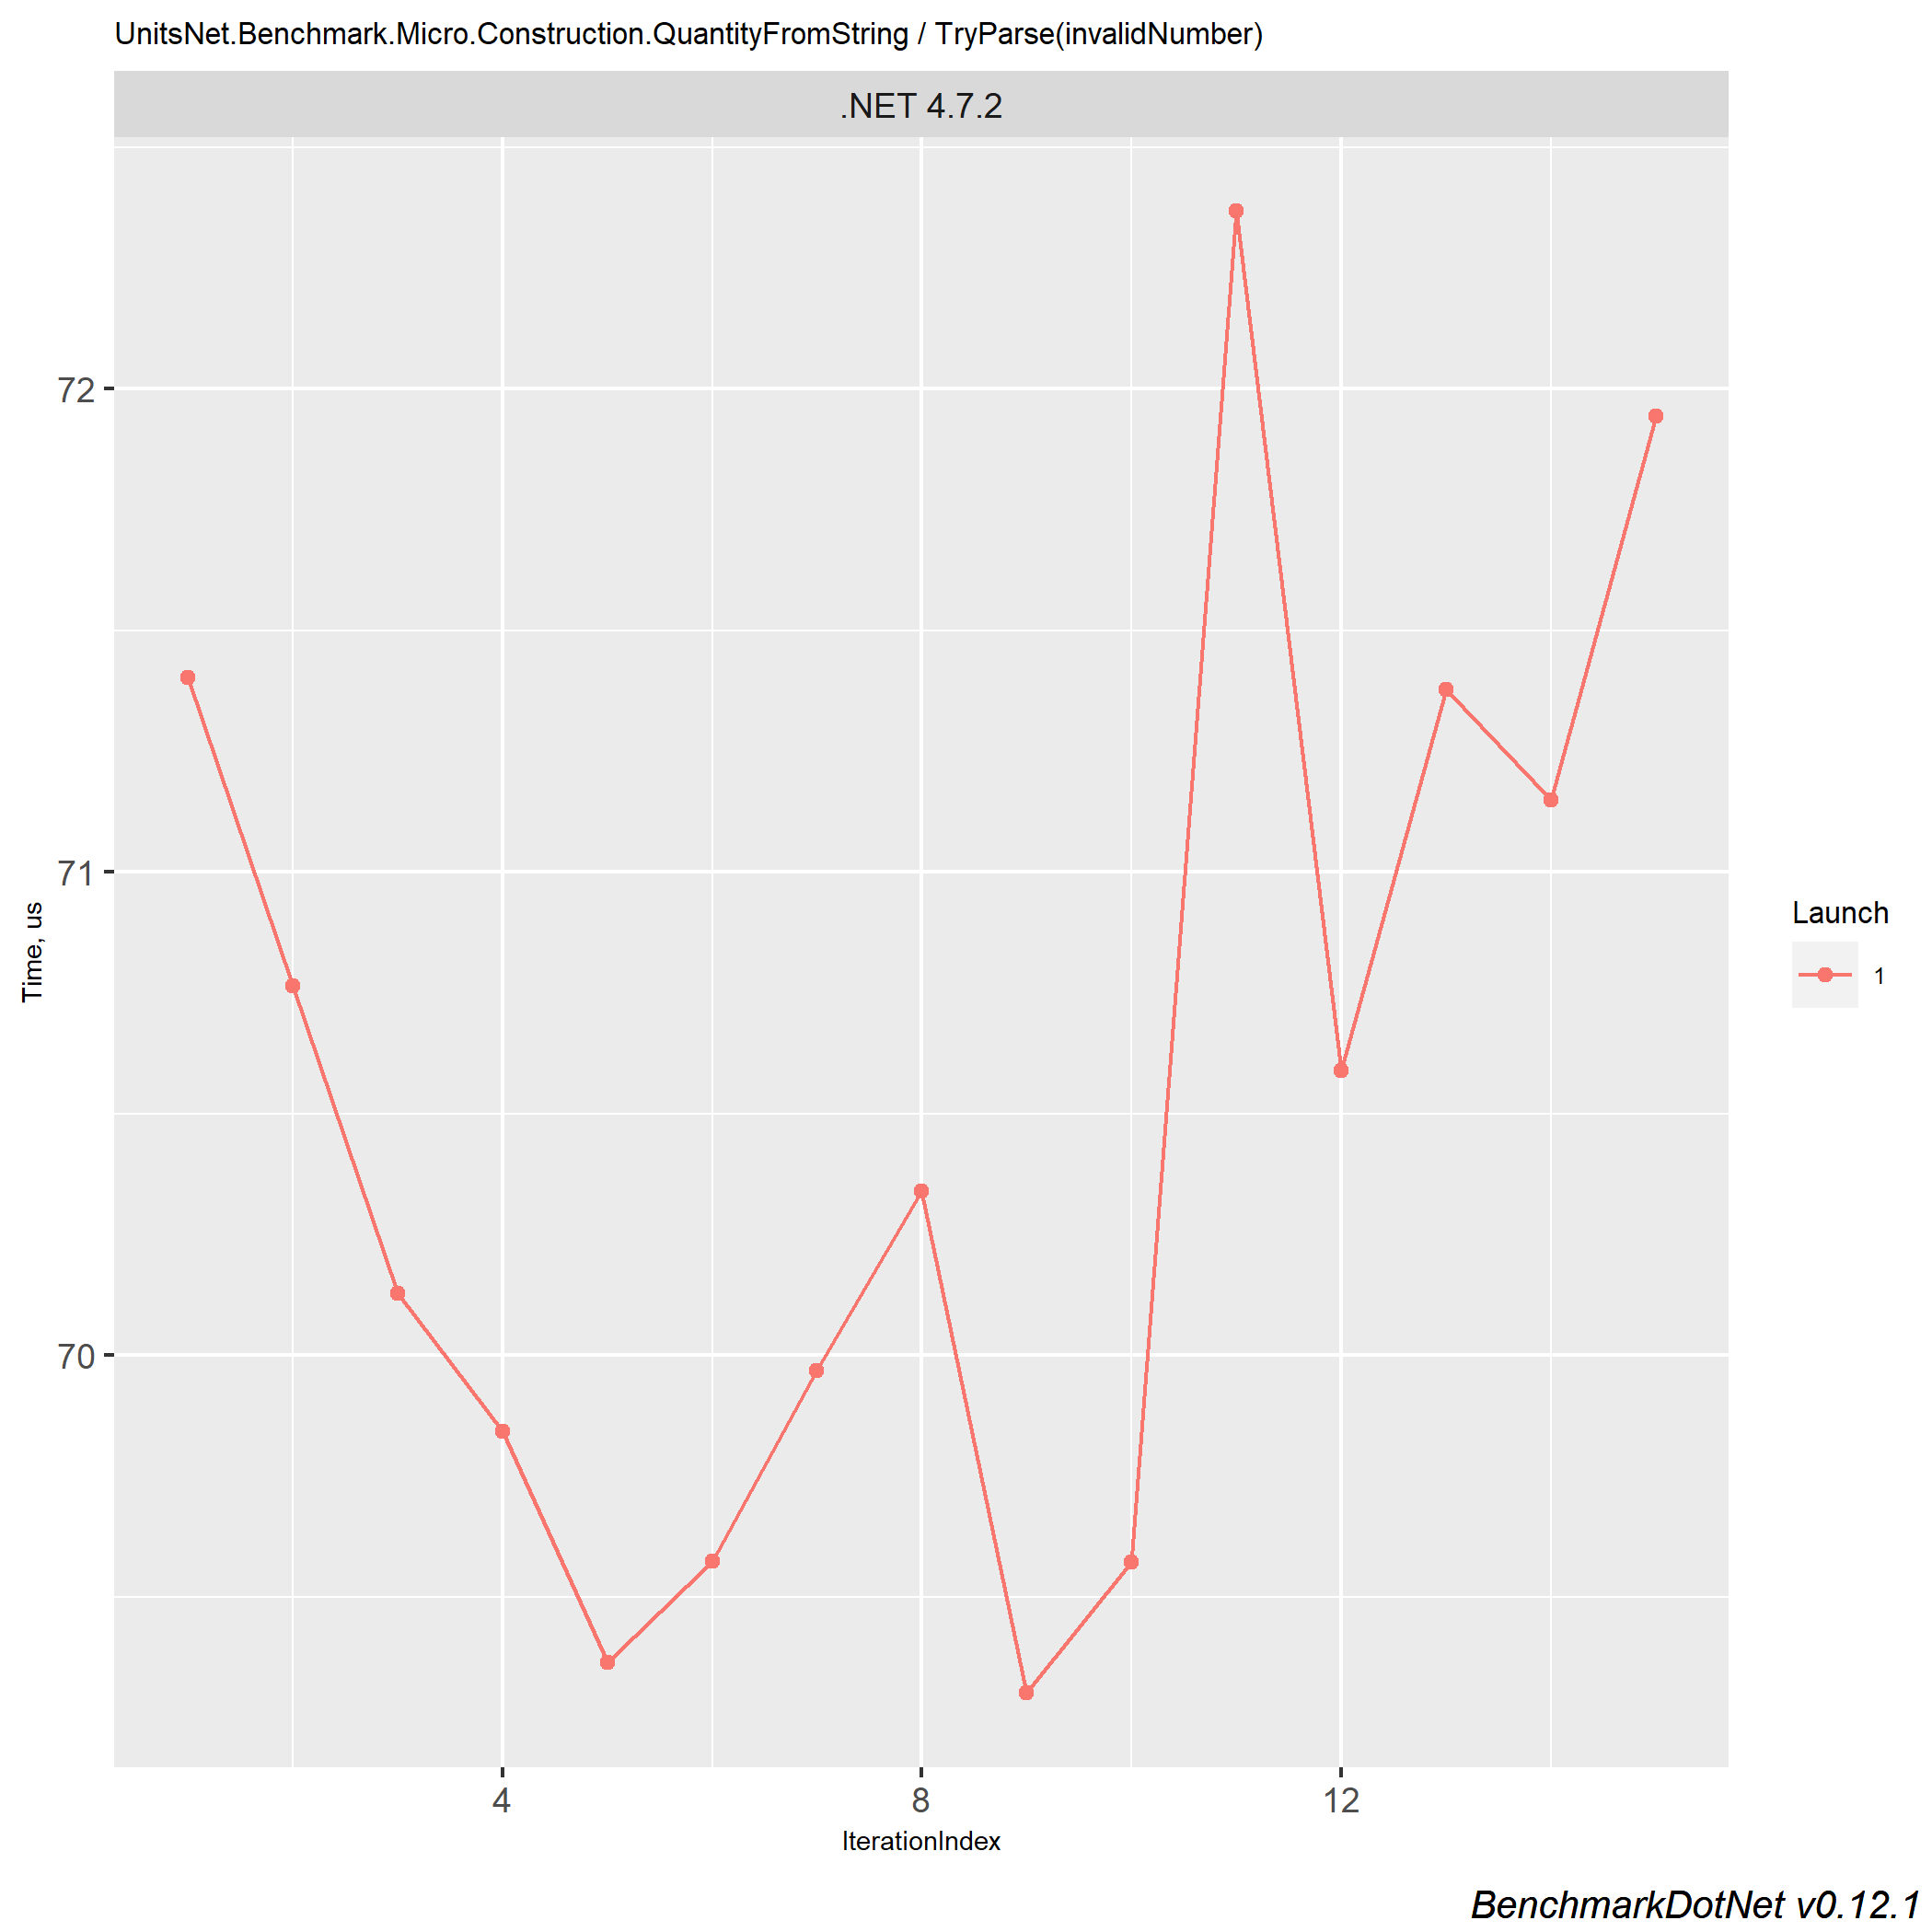 UnitsNet.Benchmark.Micro.Construction.QuantityFromString / TryParse(invalidNumber)
.NET 4.7.2
72
71
70
Time, us
4 8 12
IterationIndex
Launch
1
BenchmarkDotNet v0.12.1